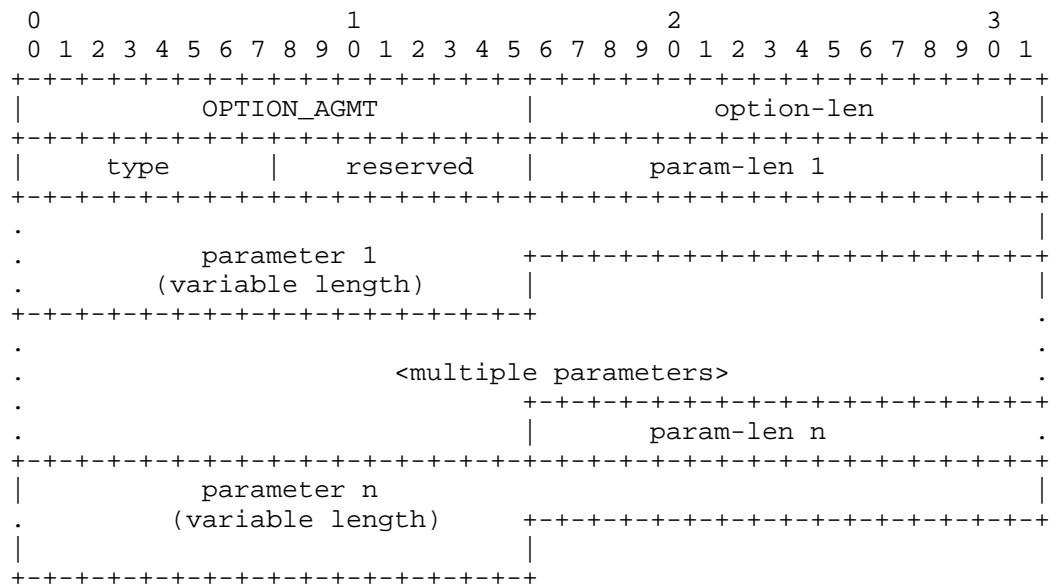 0                   1                   2                   3
 0 1 2 3 4 5 6 7 8 9 0 1 2 3 4 5 6 7 8 9 0 1 2 3 4 5 6 7 8 9 0 1
+-+-+-+-+-+-+-+-+-+-+-+-+-+-+-+-+-+-+-+-+-+-+-+-+-+-+-+-+-+-+-+-+
|          OPTION_AGMT          |          option-len           |
+-+-+-+-+-+-+-+-+-+-+-+-+-+-+-+-+-+-+-+-+-+-+-+-+-+-+-+-+-+-+-+-+
|     type      |   reserved    |         param-len 1           |
+-+-+-+-+-+-+-+-+-+-+-+-+-+-+-+-+-+-+-+-+-+-+-+-+-+-+-+-+-+-+-+-+
.                                                               |
.          parameter 1          +-+-+-+-+-+-+-+-+-+-+-+-+-+-+-+-+
.       (variable length)       |                               |
+-+-+-+-+-+-+-+-+-+-+-+-+-+-+-+-+                               .
.                                                               .
.                     <multiple parameters>                     .
.                               +-+-+-+-+-+-+-+-+-+-+-+-+-+-+-+-+
.                               |         param-len n           .
+-+-+-+-+-+-+-+-+-+-+-+-+-+-+-+-+-+-+-+-+-+-+-+-+-+-+-+-+-+-+-+-+
|          parameter n                                          |
.        (variable length)      +-+-+-+-+-+-+-+-+-+-+-+-+-+-+-+-+
|                               |
+-+-+-+-+-+-+-+-+-+-+-+-+-+-+-+-+